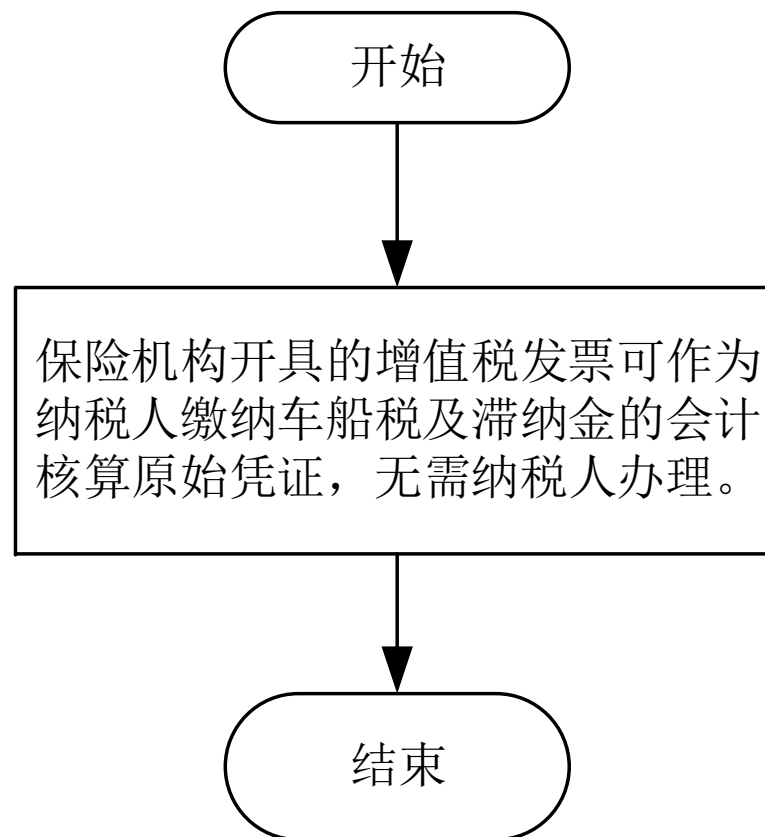 开始
保险机构开具的增值税发票可作为
纳税人缴纳车船税及滞纳金的会计
核算原始凭证，无需纳税人办理。
结束